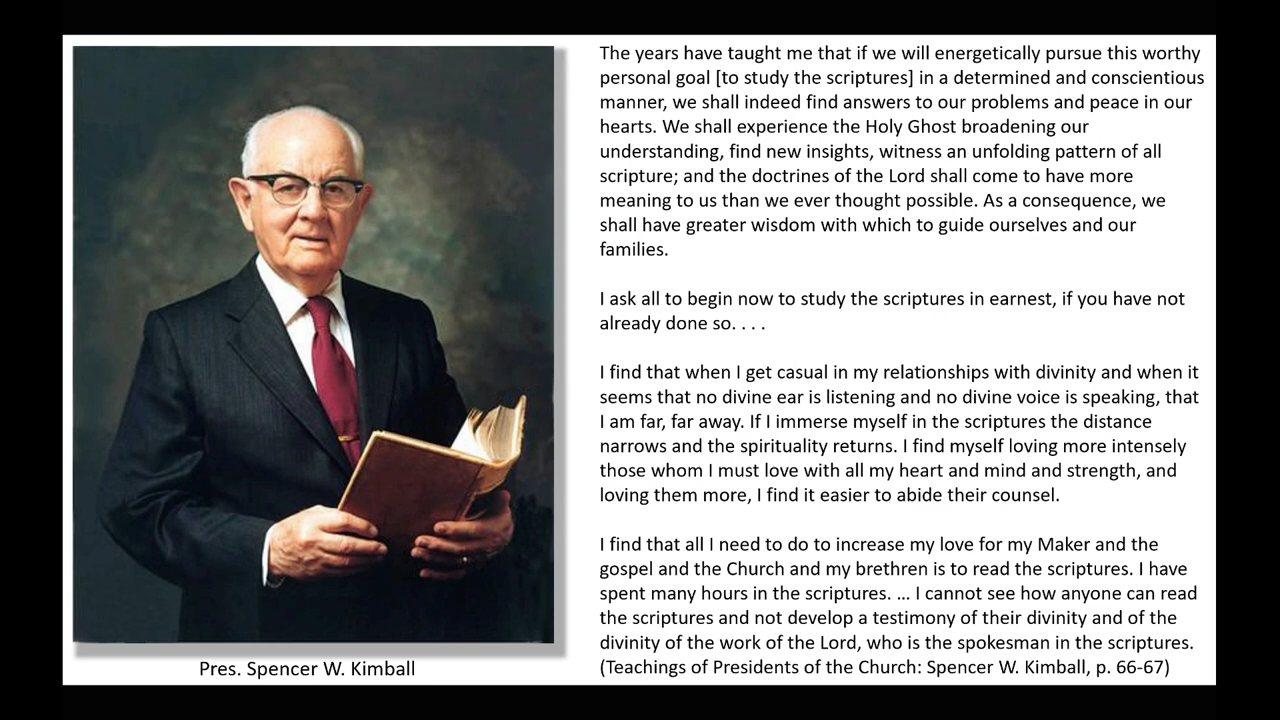 The years have taught me that if we will energetically pursue this worthy
personal goal [to study the scriptures] in a determined and conscientious
manner, we shall indeed find answers to our problems and peace in our
hearts. We shall experience the Holy Ghost broadening our
understanding, find new insights, witness an unfolding pattern of all
scripture; and the doctrines of the Lord shall come to have more
meaning to us than we ever thought possible. As a consequence, we
shall have greater wisdom with which to guide ourselves and our
families.
I ask all to begin now to study the scriptures in earnest, if you have not
already done so. . . .
I find that when I get casual in my relationships with divinity and when it
seems that no divine ear is listening and no divine voice is speaking, that
I am far, far away. If I immerse myself in the scriptures the distance
narrows and the spirituality returns. I find myself loving more intensely
those whom I must love with all my heart and mind and strength, and
loving them more, I find it easier to abide their counsel.
I find that all I need to do to increase my love for my Maker and the
gospel and the Church and my brethren is to read the scriptures. I have
spent many hours in the scriptures. … I cannot see how anyone can read
the scriptures and not develop a testimony of their divinity and of the
divinity of the work of the Lord, who is the spokesman in the scriptures.
(Teachings of Presidents of the Church: Spencer W. Kimball, p. 66-67)
Pres. Spencer W. Kimball